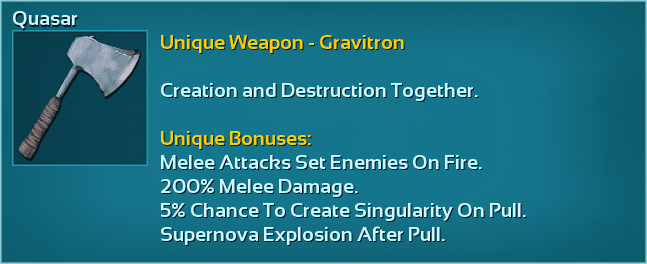 Quasar
Unique Weapon - Gravitron
Creation and Destruction Together.
Unique Bonuses:
Melee Attacks Set Enemies On Fire.
200% Melee Damage.
5% Chance To Create Singularity On Pull.
Supernova Explosion After Pull.